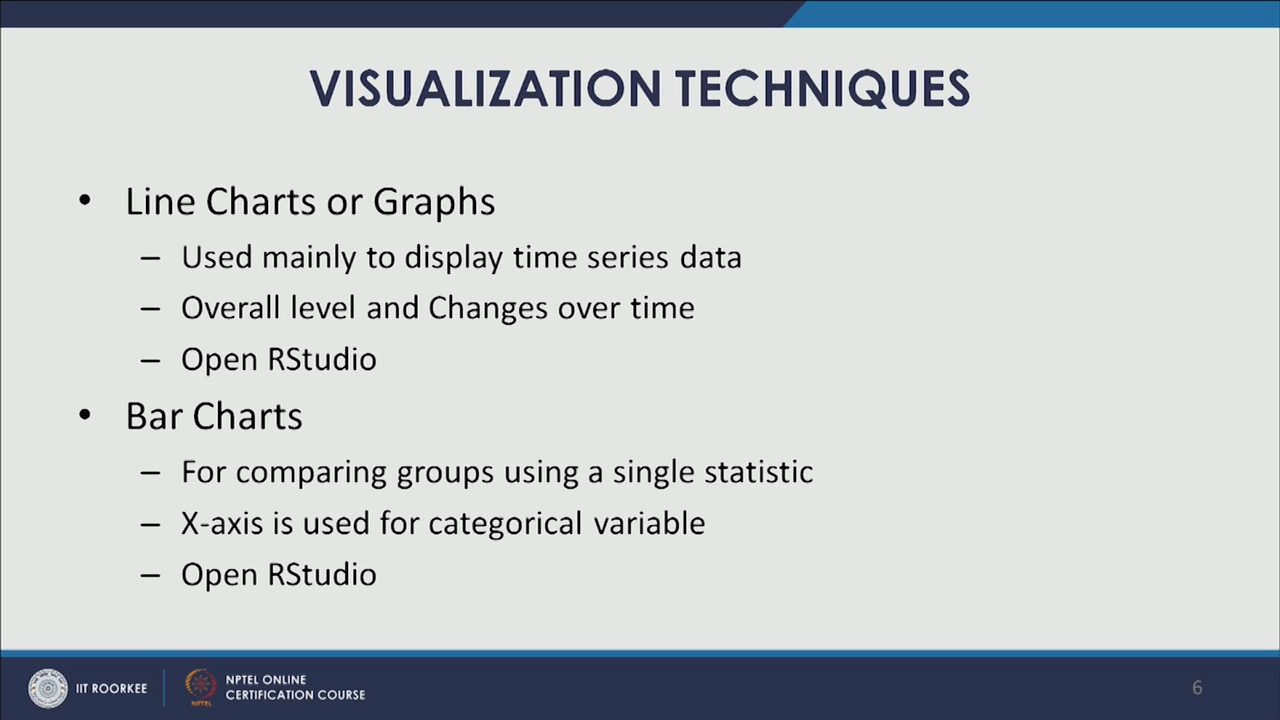 VISUALIZATION TECHNIQUES
• Line Charts or Graphs
– Used mainly to display time series data
– Overall level and Changes over time
– Open RStudio
• Bar Charts
– For comparing groups using a single statistic
– X-axis is used for categorical variable
– Open RStudio
IIT ROORKEE
NPTEL
NPTEL ONLINE
CERTIFICATION COURSE
6